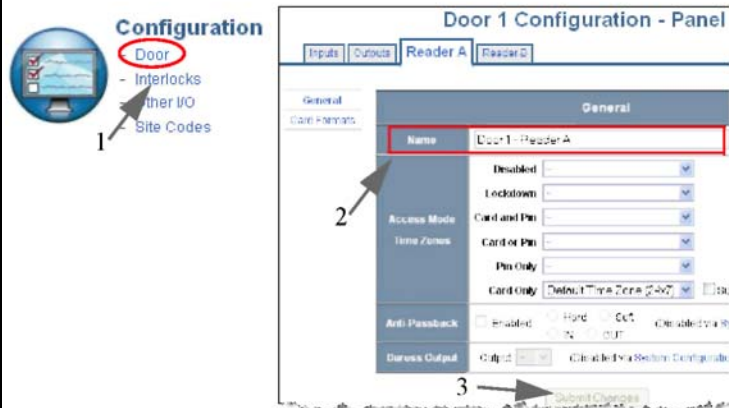 Configuration
- Door
- Interlocks
- Other I/O
- Site Codes
1
Door 1 Configuration - Panel
Inputs Outputs Reader A Reader B
General
Card Formats
General
Name Door 1 - Reader A
2
Access Mode
Time Zones
Disabled -
Lockdown -
Card and Pin -
Card or Pin -
Pin Only -
Card Only Default Time Zone (24x7)
Anti-Passback Enabled Hard Soft (Disabled via
IN OUT
Duress Output Output - (Disabled via System Configuration
3
Submit Changes